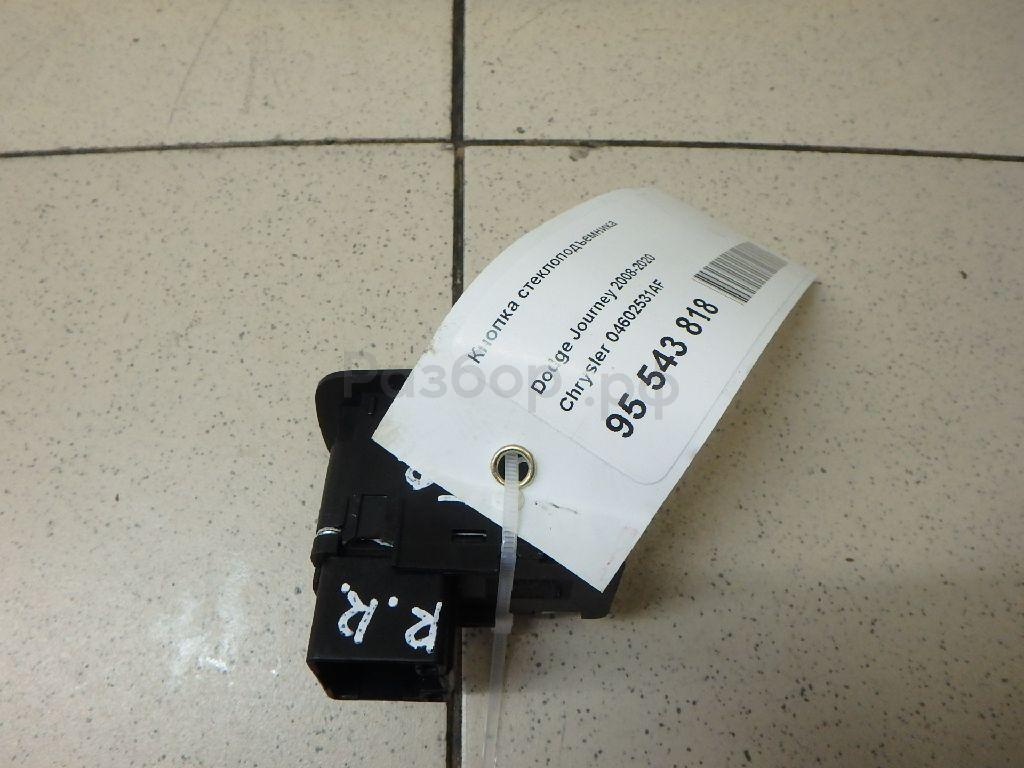 Кнопка стеклоподъемника
Dodge Journey 2008-2020
Chrysler 04602531AF
95 543 818
Разбор.рф
R.R.